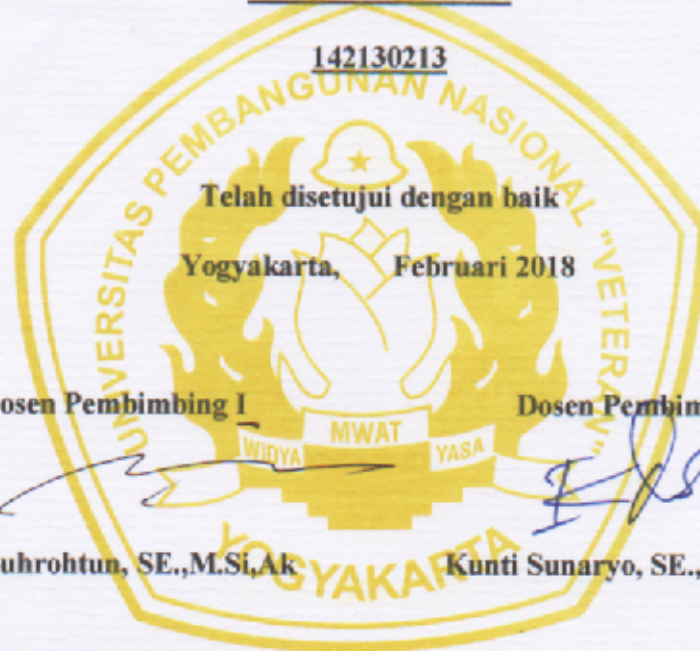 142130213
UNIVERSITAS PEMBANGUNAN NASIONAL "VETERAN"
Telah disetujui dengan baik
Yogyakarta, Februari 2018
osen Pembimbing I Dosen Pembim
WIDYA MWAT YASA
uhrohtun, SE.,M.Si,Ak Kunti Sunaryo, SE.,
YOGYAKARTA